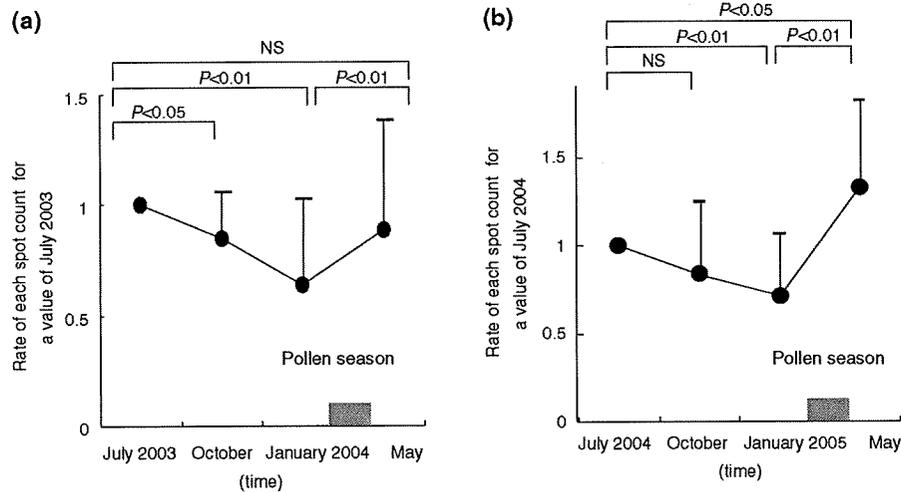 (a)
NS
P<0.01
P<0.01
P<0.05
1.5
1
0.5
0
Rate of each spot count for
a value of July 2003
Pollen season
July 2003 October January 2004 May
(time)
(b)
P<0.05
P<0.01
P<0.01
NS
1.5
1
0.5
0
Rate of each spot count for
a value of July 2004
Pollen season
July 2004 October January 2005 May
(time)